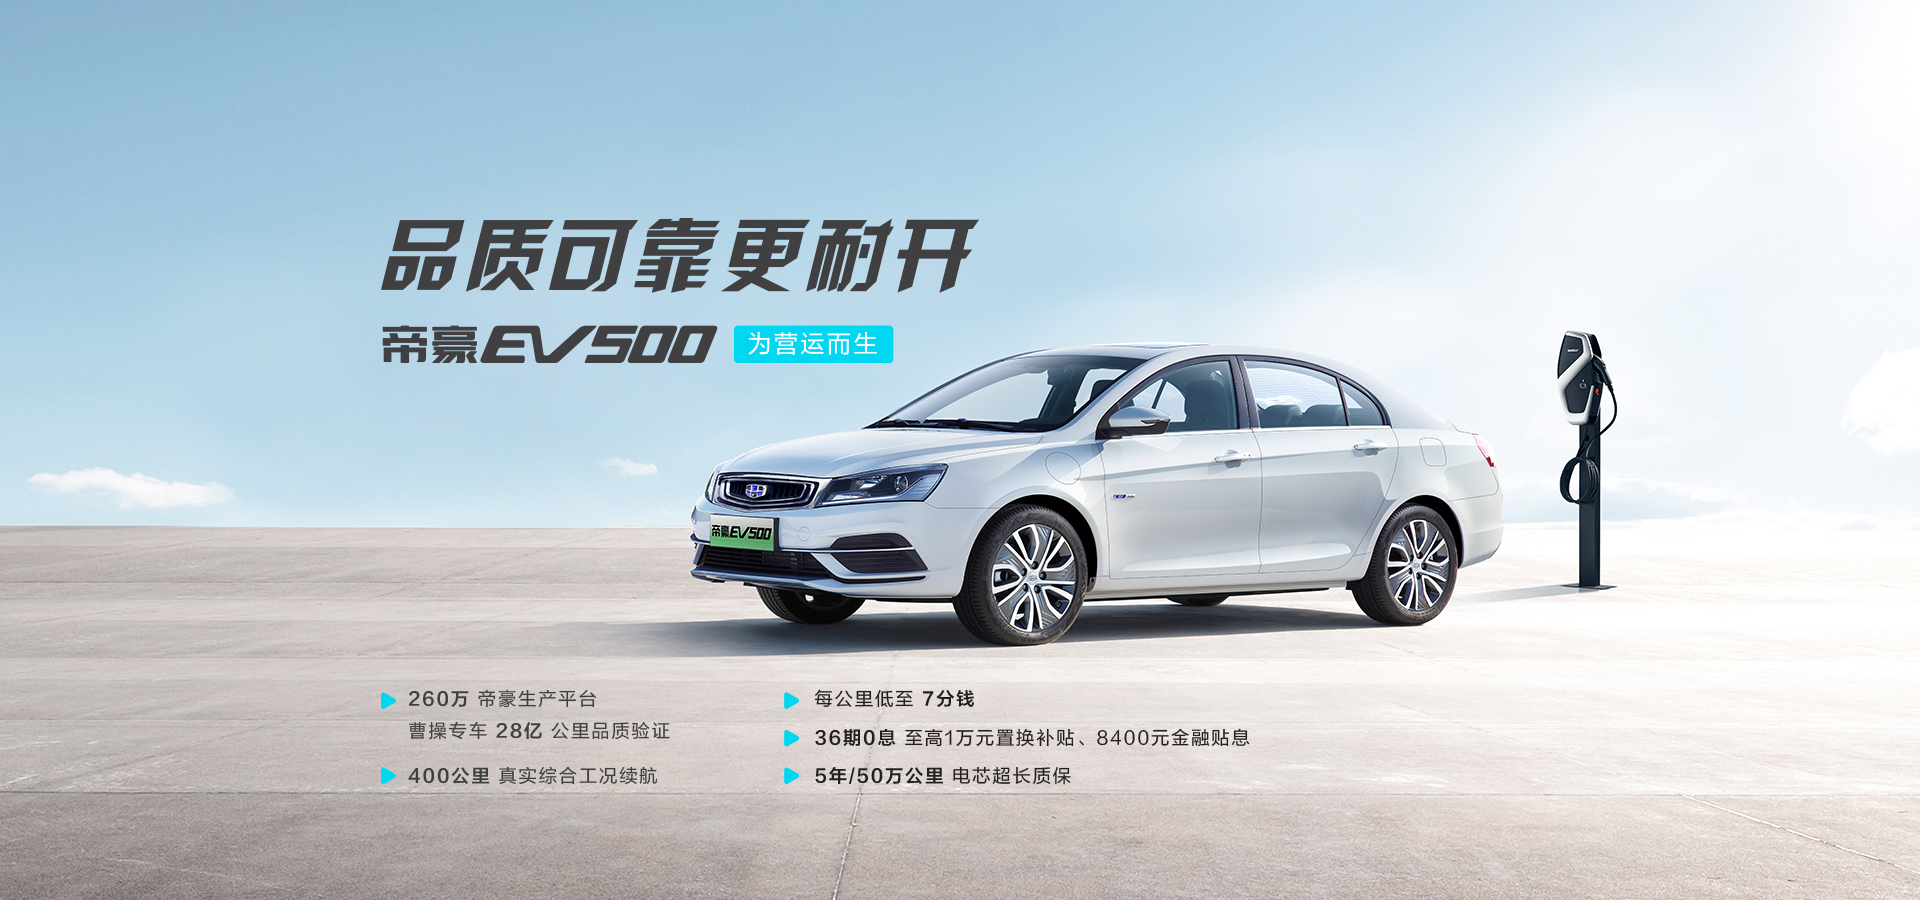 品质可靠更耐开
帝豪EV500 为营运而生
帝豪EV500
260万 帝豪生产平台
曹操专车 28亿 公里品质验证
400公里 真实综合工况续航
每公里低至 7分钱
36期0息 至高1万元置换补贴、8400元金融贴息
5年/50万公里 电芯超长质保